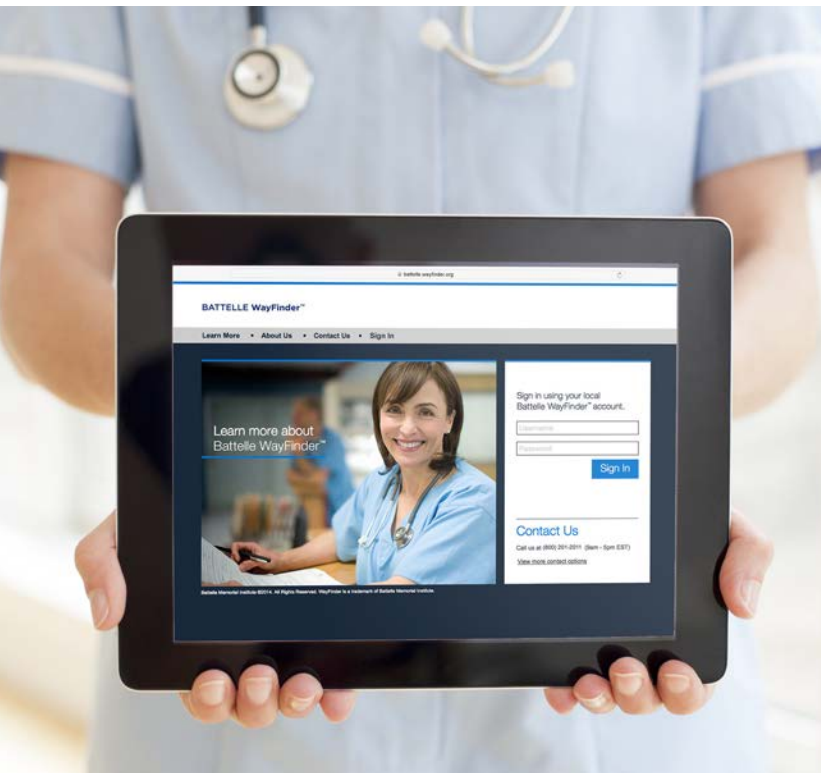 battelle.wayfinder.org
BATTELLE WayFinder™
Learn More • About Us • Contact Us • Sign In
Learn more about
Battelle WayFinder™
Sign in using your local
Battelle WayFinder™ account.
Username
Password
Sign In
Contact Us
Call us at (800) 201-2011 (9am - 5pm EST)
View more contact options
Battelle Memorial Institute ©2014. All Rights Reserved. WayFinder is a trademark of Battelle Memorial Institute